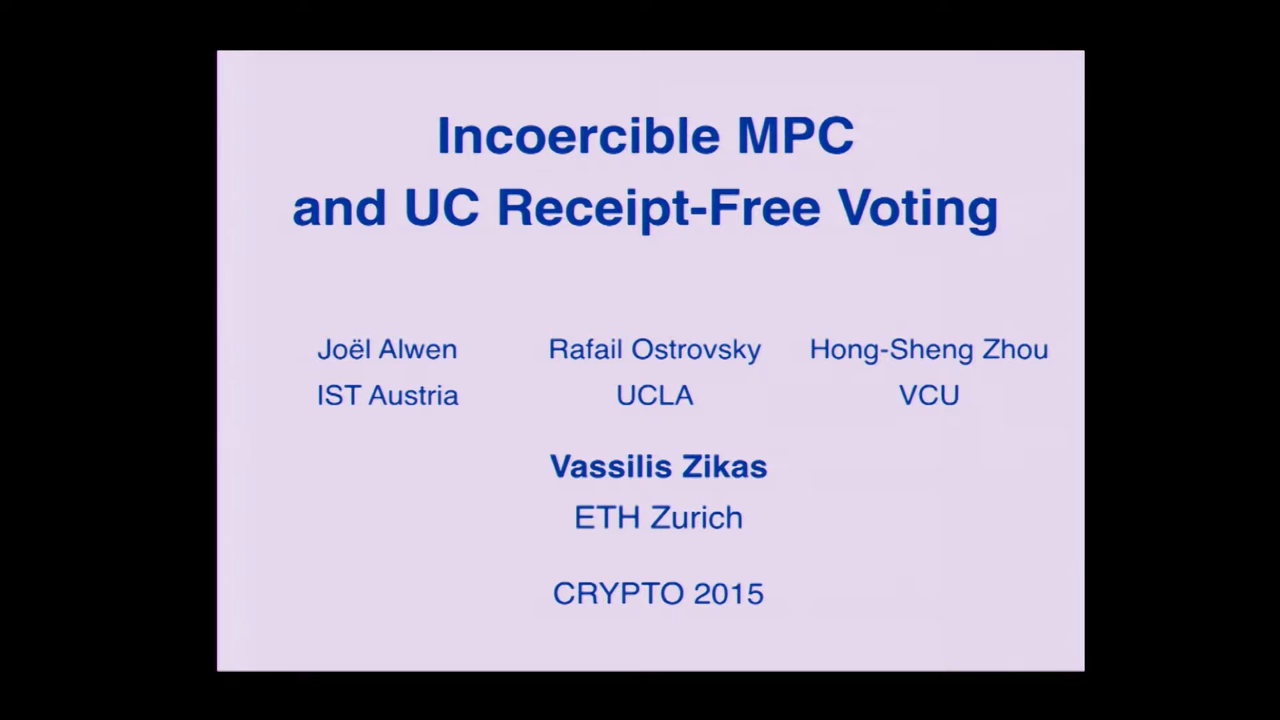 Incoercible MPC
and UC Receipt-Free Voting
Joël Alwen Rafail Ostrovsky Hong-Sheng Zhou
IST Austria UCLA VCU
Vassilis Zikas
ETH Zurich
CRYPTO 2015